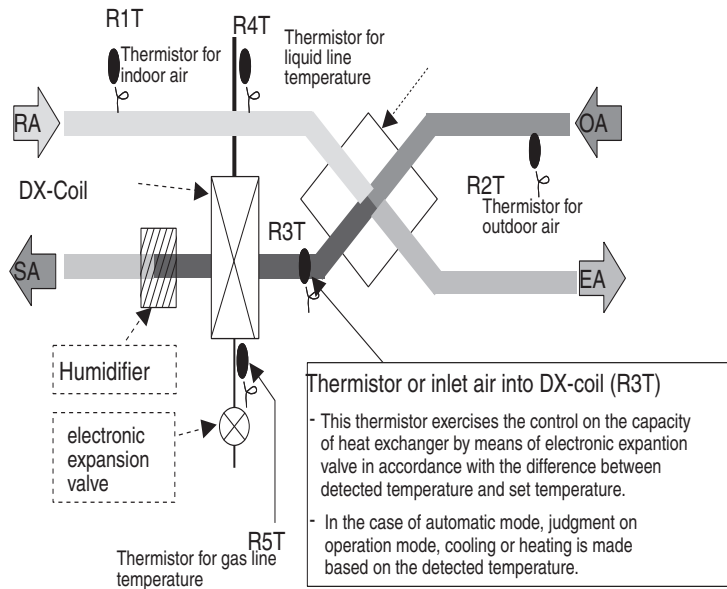 R1T
R4T
Thermistor for
indoor air
Thermistor for
liquid line
temperature
RA
OA
DX-Coil
R2T
Thermistor for
outdoor air
R3T
SA
EA
Humidifier
electronic
expansion
valve
R5T
Thermistor for gas line
temperature
Thermistor or inlet air into DX-coil (R3T)
- This thermistor exercises the control on the capacity
of heat exchanger by means of electronic expantion
valve in accordance with the difference between
detected temperature and set temperature.
- In the case of automatic mode, judgment on
operation mode, cooling or heating is made
based on the detected temperature.